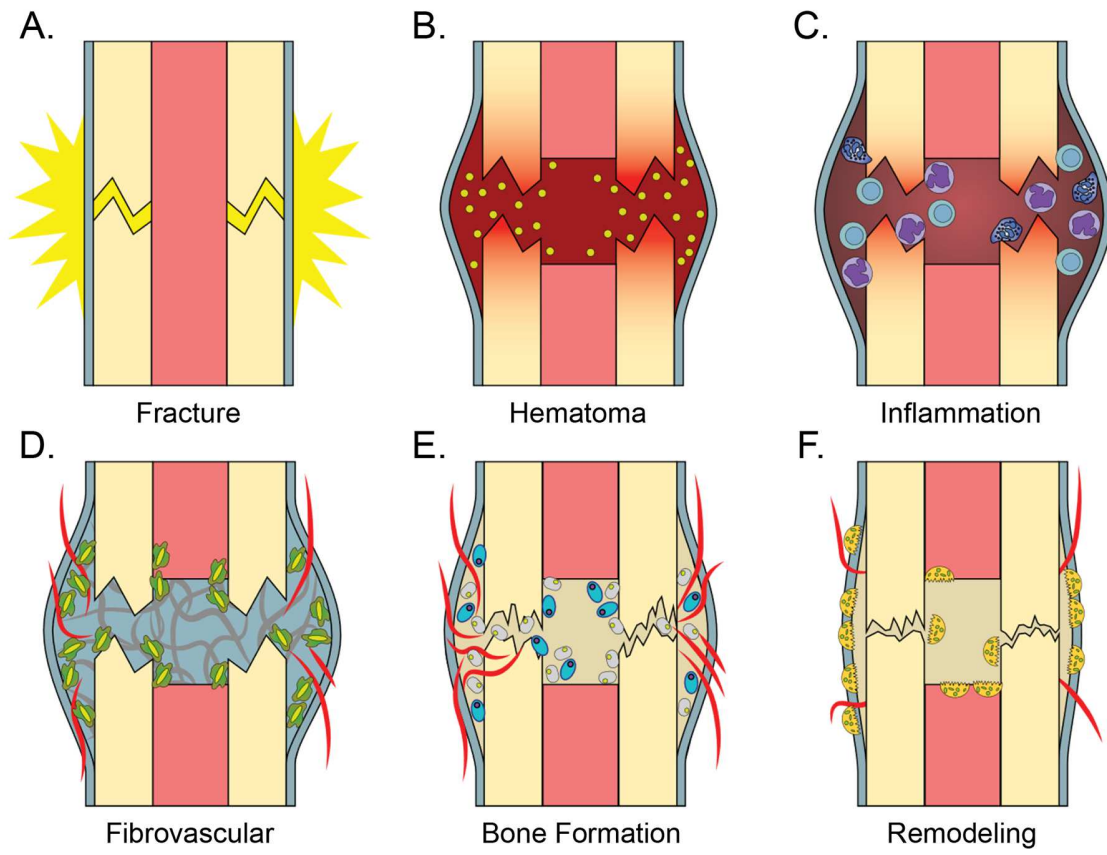 A.
B.
C.
Fracture
Hematoma
Inflammation
D.
E.
F.
Fibrovascular
Bone Formation
Remodeling